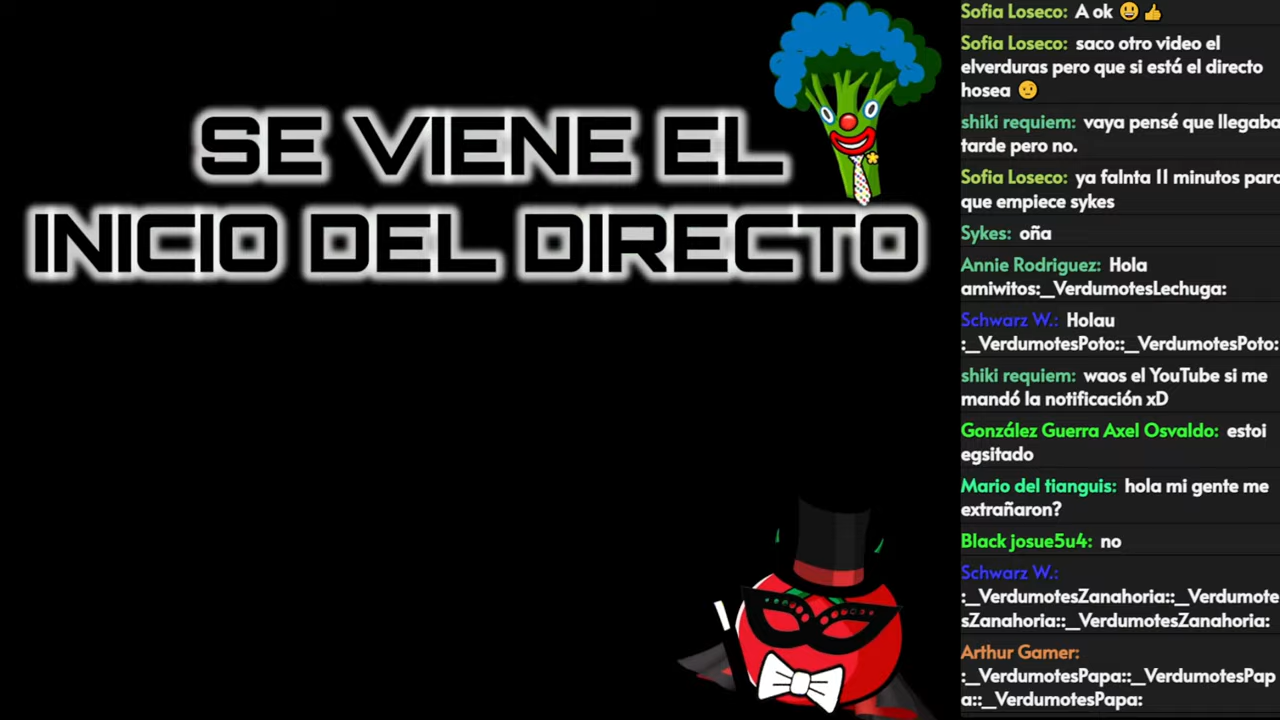 SE VIENE EL
INICIO DEL DIRECTO
Sofia Loseco: A ok 😃 👍
Sofia Loseco: saco otro video el
elverduras pero que si está el directo
hosea 🤨
shiki requiem: vaya pensé que llegaba
tarde pero no.
Sofia Loseco: ya falnta 11 minutos para
que empiece sykes
Sykes: oña
Annie Rodriguez: Hola
amiwitos:_VerdumotesLechuga:
Schwarz W.: Holau
:_VerdumotesPoto::_VerdumotesPoto:
shiki requiem: waos el YouTube si me
mandó la notificación xD
González Guerra Axel Osvaldo: estoi
egsitado
Mario del tianguis: hola mi gente me
extrañaron?
Black josue5u4: no
Schwarz W.:
:_VerdumotesZanahoria::_Verdumote
sZanahoria::_VerdumotesZanahoria:
Arthur Gamer:
:_VerdumotesPapa::_VerdumotesPap
a::_VerdumotesPapa: